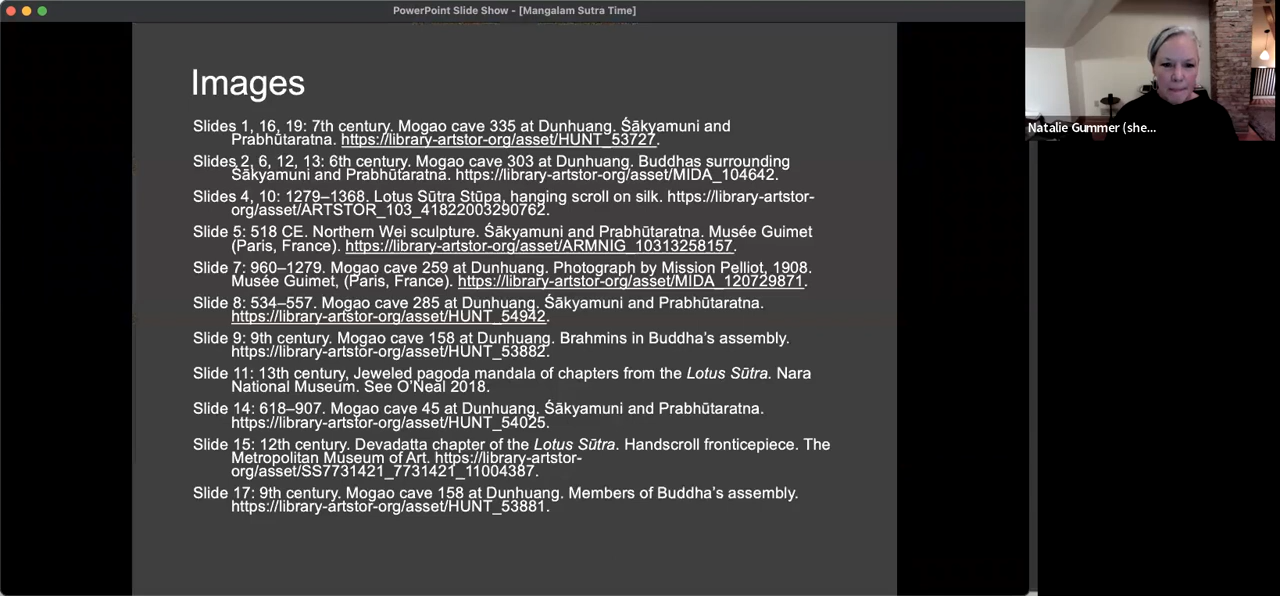 PowerPoint Slide Show - [Mangalam Sutra Time]
Images
Slides 1, 16, 19: 7th century. Mogao cave 335 at Dunhuang. Śākyamuni and
Prabhūtaratna. https://library-artstor-org/asset/HUNT_53727.
Slides 2, 6, 12, 13: 6th century. Mogao cave 303 at Dunhuang. Buddhas surrounding
Śākyamuni and Prabhūtaratna. https://library-artstor-org/asset/MIDA_104642.
Slides 4, 10: 1279–1368. Lotus Sūtra Stūpa, hanging scroll on silk. https://library-artstor-
org/asset/ARTSTOR_103_41822003290762.
Slide 5: 518 CE. Northern Wei sculpture. Śākyamuni and Prabhūtaratna. Musée Guimet
(Paris, France). https://library-artstor-org/asset/ARMNIG_10313258157.
Slide 7: 960–1279. Mogao cave 259 at Dunhuang. Photograph by Mission Pelliot, 1908.
Musée Guimet, (Paris, France). https://library-artstor-org/asset/MIDA_120729871.
Slide 8: 534–557. Mogao cave 285 at Dunhuang. Śākyamuni and Prabhūtaratna.
https://library-artstor-org/asset/HUNT_54942.
Slide 9: 9th century. Mogao cave 158 at Dunhuang. Brahmins in Buddha's assembly.
https://library-artstor-org/asset/HUNT_53882.
Slide 11: 13th century, Jeweled pagoda mandala of chapters from the Lotus Sūtra. Nara
National Museum. See O'Neal 2018.
Slide 14: 618–907. Mogao cave 45 at Dunhuang. Śākyamuni and Prabhūtaratna.
https://library-artstor-org/asset/HUNT_54025.
Slide 15: 12th century. Devadatta chapter of the Lotus Sūtra. Handscroll fronticepiece. The
Metropolitan Museum of Art. https://library-artstor-
org/asset/SS7731421_7731421_11004387.
Slide 17: 9th century. Mogao cave 158 at Dunhuang. Members of Buddha's assembly.
https://library-artstor-org/asset/HUNT_53881.
Natalie Gummer (she...